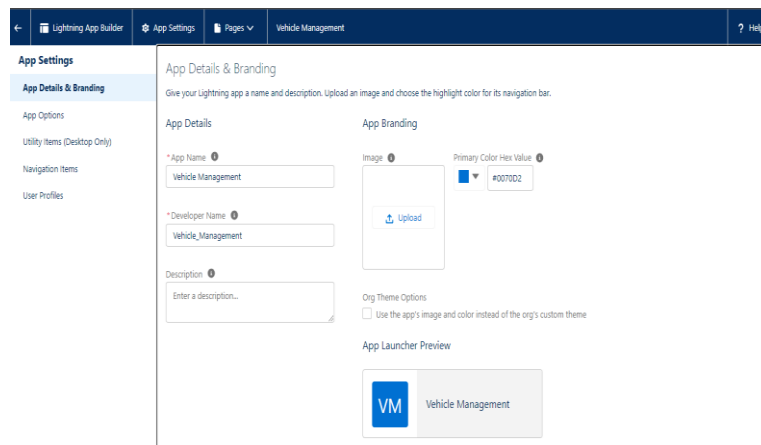 Lightning App Builder
App Settings
Pages
Vehicle Management
? Help
App Settings
App Details & Branding
App Options
Utility Items (Desktop Only)
Navigation Items
User Profiles
App Details & Branding
Give your Lightning app a name and description. Upload an image and choose the highlight color for its navigation bar.
App Details
*App Name
Vehicle Management
*Developer Name
Vehicle_Management
Description
Enter a description...
App Branding
Image
Upload
Primary Color Hex Value
#0070D2
Org Theme Options
Use the app's image and color instead of the org's custom theme
App Launcher Preview
VM
Vehicle Management